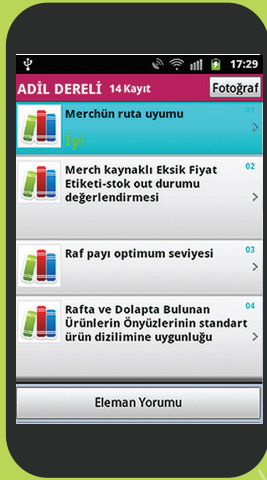 17:29
ADİL DERELİ 14 Kayıt Fotoğraf
Merchün ruta uyumu 01
İyi
Merch kaynaklı Eksik Fiyat 02
Etiketi-stok out durumu
değerlendirmesi
Raf payı optimum seviyesi 03
Rafta ve Dolapta Bulunan 04
Ürünlerin Önyüzlerinin standart
ürün dizilimine uygunluğu
Eleman Yorumu